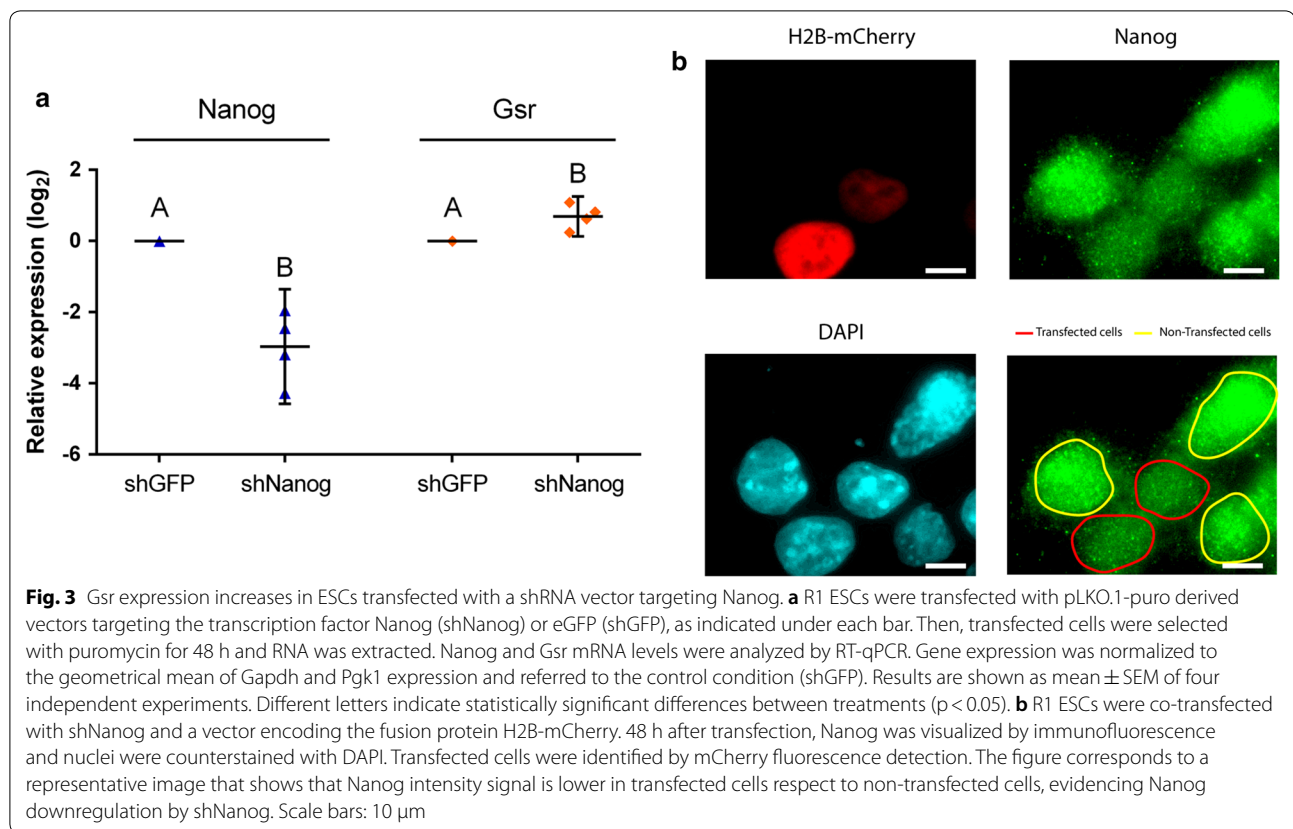 a
Nanog
Gsr
Relative expression (log2)
2
0
-2
-4
-6
A
B
A
B
shGFP
shNanog
shGFP
shNanog
b
H2B-mCherry
Nanog
DAPI
Transfected cells
Non-Transfected cells
Fig. 3 Gsr expression increases in ESCs transfected with a shRNA vector targeting Nanog. a R1 ESCs were transfected with pLKO.1-puro derived
vectors targeting the transcription factor Nanog (shNanog) or eGFP (shGFP), as indicated under each bar. Then, transfected cells were selected
with puromycin for 48 h and RNA was extracted. Nanog and Gsr mRNA levels were analyzed by RT-qPCR. Gene expression was normalized to
the geometrical mean of Gapdh and Pgk1 expression and referred to the control condition (shGFP). Results are shown as mean ± SEM of four
independent experiments. Different letters indicate statistically significant differences between treatments (p < 0.05). b R1 ESCs were co-transfected
with shNanog and a vector encoding the fusion protein H2B-mCherry. 48 h after transfection, Nanog was visualized by immunofluorescence
and nuclei were counterstained with DAPI. Transfected cells were identified by mCherry fluorescence detection. The figure corresponds to a
representative image that shows that Nanog intensity signal is lower in transfected cells respect to non-transfected cells, evidencing Nanog
downregulation by shNanog. Scale bars: 10 µm